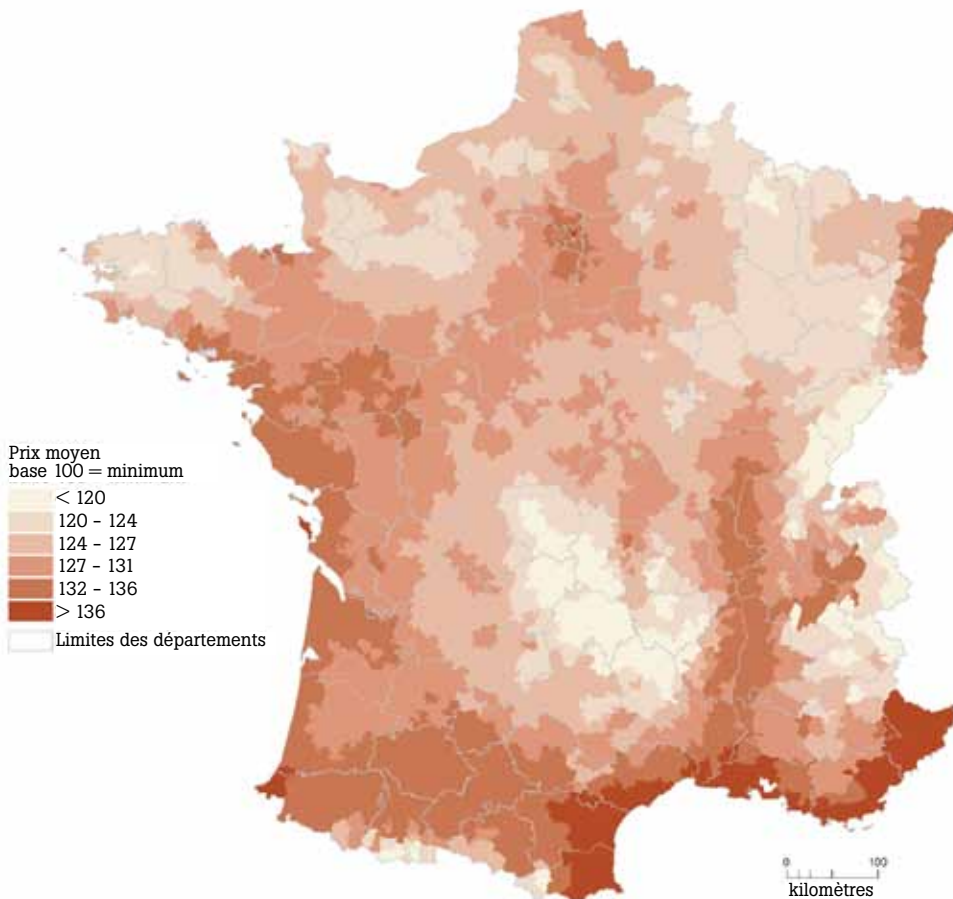 Prix moyen
base 100 = minimum
< 120
120 – 124
124 – 127
127 – 131
132 – 136
> 136
Limites des départements
0 100
kilomètres